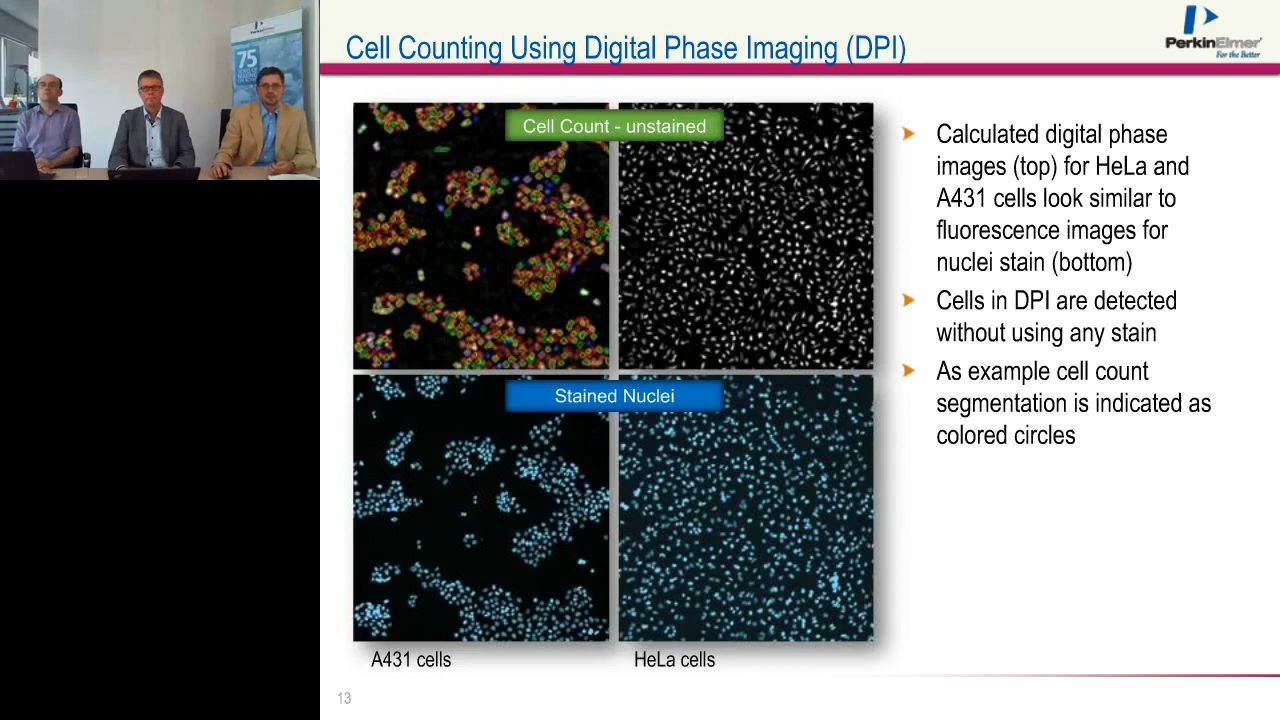 PerkinElmer
75
Cell Counting Using Digital Phase Imaging (DPI)
PerkinElmer
For the Better
Cell Count - unstained
Stained Nuclei
A431 cells
HeLa cells
Calculated digital phase
images (top) for HeLa and
A431 cells look similar to
fluorescence images for
nuclei stain (bottom)
Cells in DPI are detected
without using any stain
As example cell count
segmentation is indicated as
colored circles
13